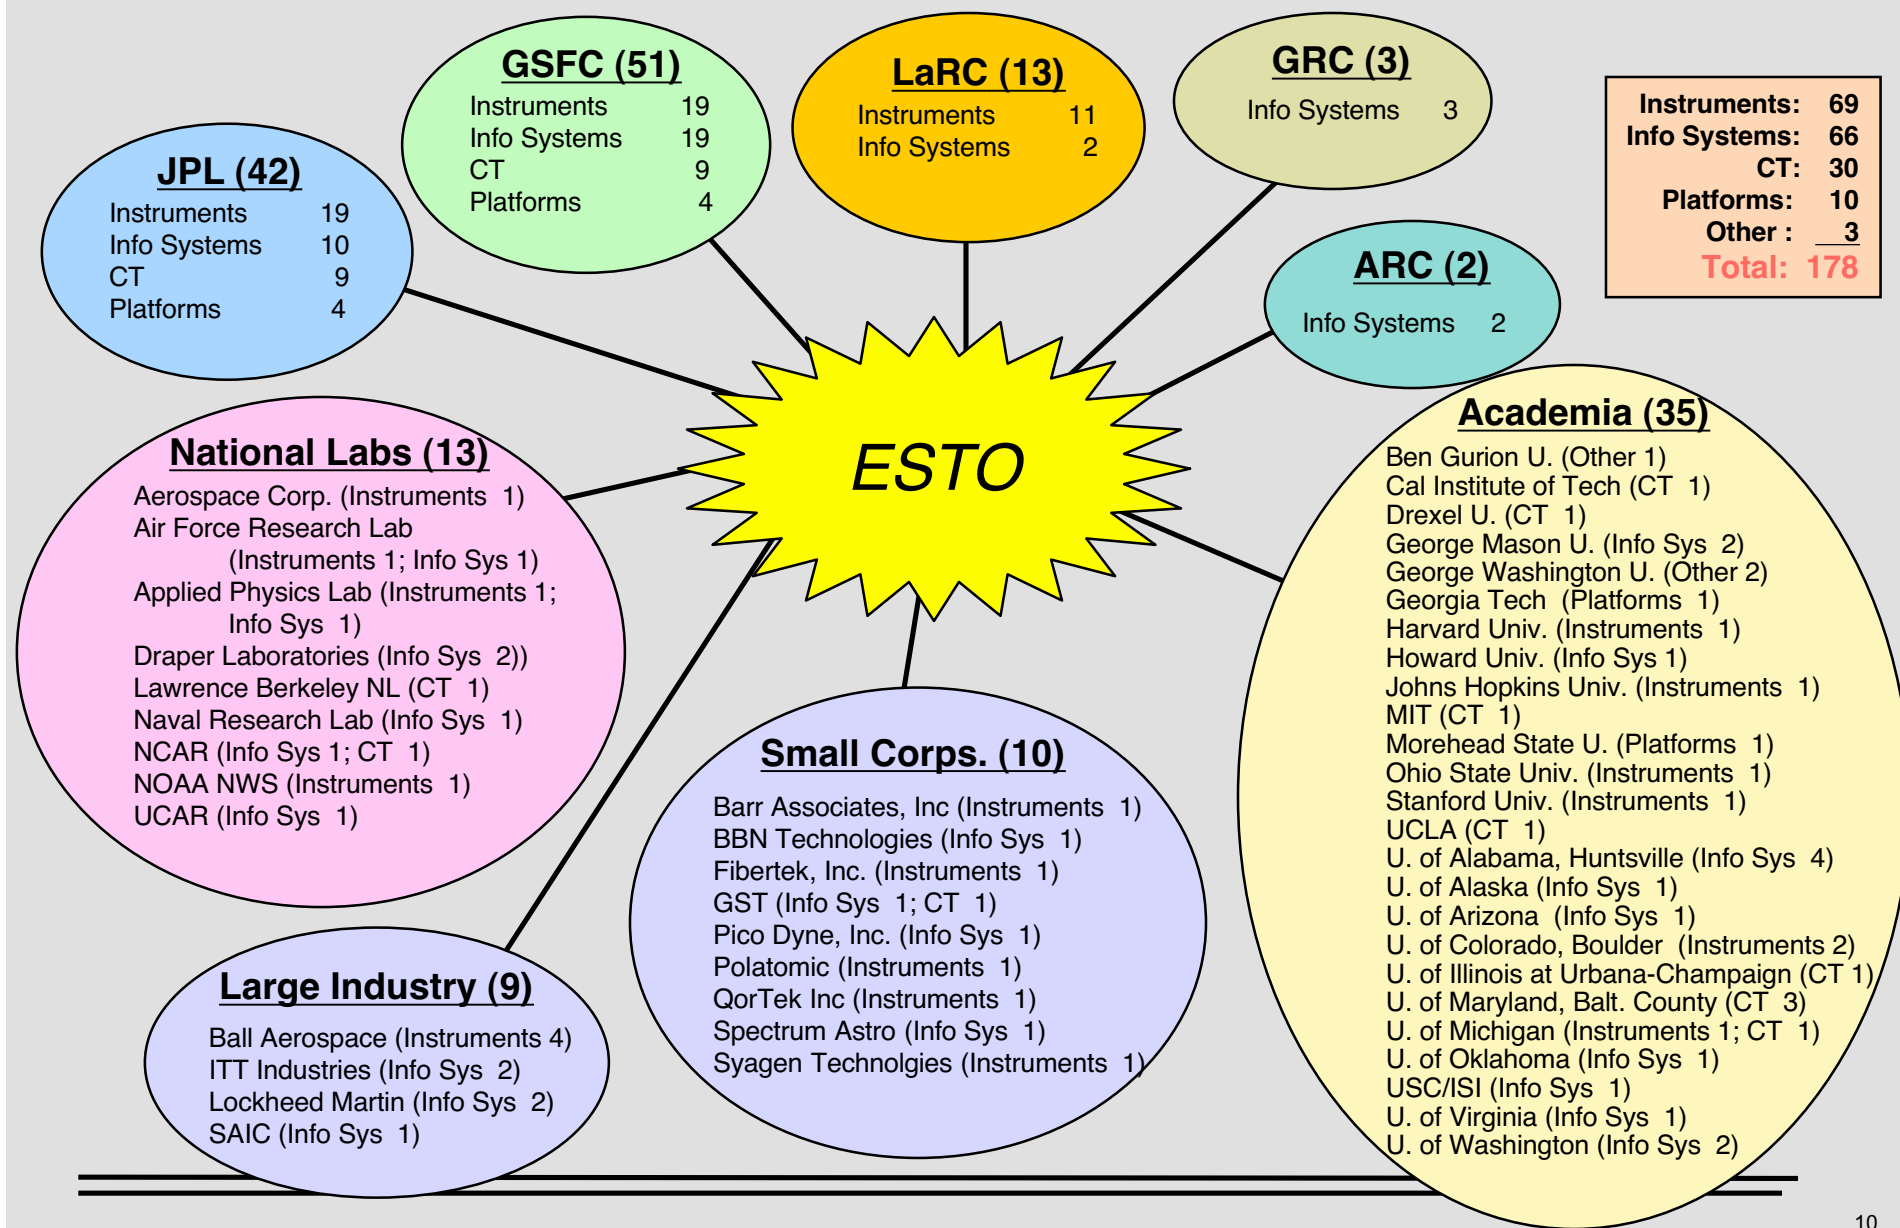 GSFC (51)
Instruments 19
Info Systems 19
CT 9
Platforms 4
LaRC (13)
Instruments 11
Info Systems 2
GRC (3)
Info Systems 3
Instruments: 69
Info Systems: 66
CT: 30
Platforms: 10
Other : 3
Total: 178
JPL (42)
Instruments 19
Info Systems 10
CT 9
Platforms 4
ARC (2)
Info Systems 2
ESTO
National Labs (13)
Aerospace Corp. (Instruments 1)
Air Force Research Lab
(Instruments 1; Info Sys 1)
Applied Physics Lab (Instruments 1;
Info Sys 1)
Draper Laboratories (Info Sys 2))
Lawrence Berkeley NL (CT 1)
Naval Research Lab (Info Sys 1)
NCAR (Info Sys 1; CT 1)
NOAA NWS (Instruments 1)
UCAR (Info Sys 1)
Academia (35)
Ben Gurion U. (Other 1)
Cal Institute of Tech (CT 1)
Drexel U. (CT 1)
George Mason U. (Info Sys 2)
George Washington U. (Other 2)
Georgia Tech (Platforms 1)
Harvard Univ. (Instruments 1)
Howard Univ. (Info Sys 1)
Johns Hopkins Univ. (Instruments 1)
MIT (CT 1)
Morehead State U. (Platforms 1)
Ohio State Univ. (Instruments 1)
Stanford Univ. (Instruments 1)
UCLA (CT 1)
U. of Alabama, Huntsville (Info Sys 4)
U. of Alaska (Info Sys 1)
U. of Arizona (Info Sys 1)
U. of Colorado, Boulder (Instruments 2)
U. of Illinois at Urbana-Champaign (CT 1)
U. of Maryland, Balt. County (CT 3)
U. of Michigan (Instruments 1; CT 1)
U. of Oklahoma (Info Sys 1)
USC/ISI (Info Sys 1)
U. of Virginia (Info Sys 1)
U. of Washington (Info Sys 2)
Small Corps. (10)
Barr Associates, Inc (Instruments 1)
BBN Technologies (Info Sys 1)
Fibertek, Inc. (Instruments 1)
GST (Info Sys 1; CT 1)
Pico Dyne, Inc. (Info Sys 1)
Polatomic (Instruments 1)
QorTek Inc (Instruments 1)
Spectrum Astro (Info Sys 1)
Syagen Technolgies (Instruments 1)
Large Industry (9)
Ball Aerospace (Instruments 4)
ITT Industries (Info Sys 2)
Lockheed Martin (Info Sys 2)
SAIC (Info Sys 1)
10